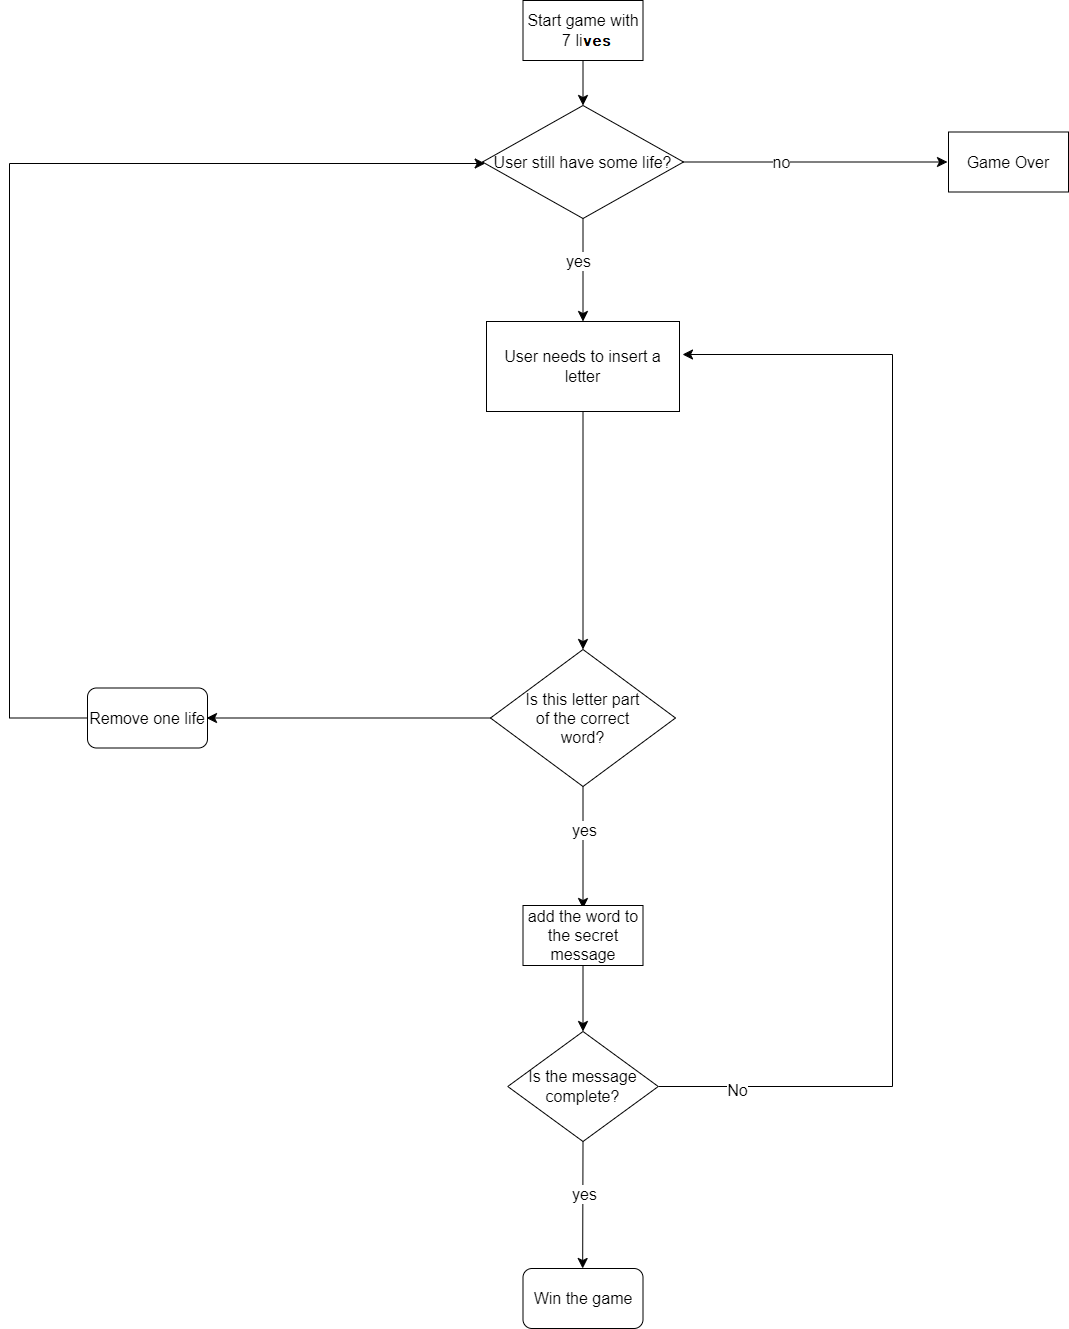 Start game with
7 lives
User still have some life?
no
Game Over
yes
User needs to insert a
letter
Is this letter part
of the correct
word?
Remove one life
yes
add the word to
the secret
message
Is the message
complete?
No
yes
Win the game